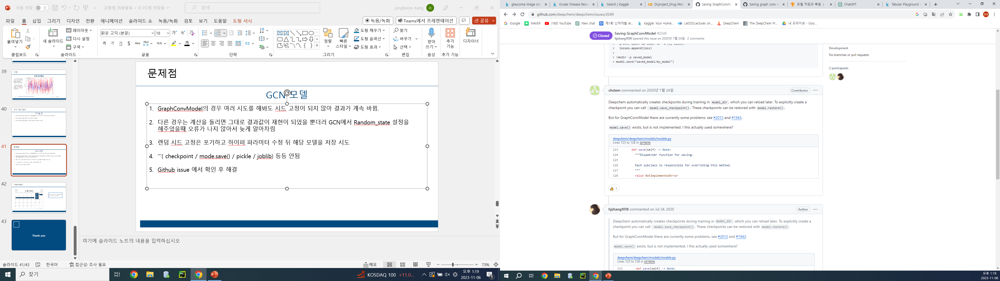 자동 저장 끔
강종범_최종발표 • 이 PC에 저장됨
검색
Jongbeom Kang JK
파일 홈 삽입 그리기 디자인 전환 애니메이션 슬라이드 쇼 녹음/녹화 검토 보기 도움말 도형 서식
녹음/녹화 Teams에서 프레젠테이션 공유
붙여넣기
새 슬라이드
레이아웃
다시 설정
구역
맑은 고딕 (본문) 18
정렬
빠른 스타일
도형 채우기
도형 윤곽선
도형 효과
찾기
바꾸기
선택
받아쓰기
추가 기능
디자이너
클립보드 슬라이드 글꼴 단락 그리기 편집 음성 추가 기능
39
40
41
42
43
TIMETABLE
11월 2023
Thank you
문제점
GCN 모델
1. GraphConvModel의 경우 여러 시도를 해봐도 시드 고정이 되지 않아 결과가 계속 바뀜.
2. 다른 경우는 계산을 돌리면 그대로 결과값이 재현이 되었을 뿐더러 GCN에서 Random_state 설정을
해주었을때 오류가 나지 않아서 늦게 알아차림
3. 랜덤 시드 고정은 포기하고 하이퍼 파라미터 수정 뒤 해당 모델을 저장 시도
4. '''( checkpoint / mode.save() / pickle / joblib) 등등 안됨
5. Github issue 에서 확인 후 해결
여기에 슬라이드 노트의 내용을 입력하십시오
슬라이드 41/43 한국어 접근성: 조사 필요 메모 73%
찾기
KOSDAQ 100 +11.0...
오후 1:19
2023-11-06
glaucoma image cla
Ocular Disease Reco
Search | Kaggle
DLproject_Drug Meta
Saving GraphConvM
Saving graph conv m
모델 저장과 복원 |
ChatGPT
Tabular Playground S
github.com/deepchem/deepchem/issues/2049
Google NAVER (160) YouTube New chat 제1회 신약개발 AI... Kaggle: Your Home... LAIDD(Lectures on... DeepChem The DeepChem Pr... 내 드라이브 - Goo...
Closed
Saving GraphConvModel #2049
hjzhang1018 opened this issue on 2020년 7월 24일 · 2 comments
> losses.append(loss)
>
> !mkdir -p saved_model
> model.save("saved_model/my_model")
Development
No branches or pull requests
2 participants
chstem commented on 2020년 7월 24일 Contributor
Deepchem automatically creates checkpoints during training in model_dir, which you can reload later. To explicitly create a
checkpoint you can call model.save_checkpoint(). These checkpoints can be restored with model.restore().
But for GraphConvModel there are currently some problems, see #2013 and #1943.
model.save() exists, but is not implemented. I this actually used somewhere?
deepchem/deepchem/models/models.py
Lines 123 to 128 in 1b7d83b
123 def save(self) -> None:
124 """Dispatcher function for saving.
125
126 Each subclass is responsible for overriding this method.
127 """
128 raise NotImplementedError
👍 1
hjzhang1018 commented on Jul 24, 2020 Author
Deepchem automatically creates checkpoints during training in model_dir, which you can reload later. To explicitly create a
checkpoint you can call model.save_checkpoint(). These checkpoints can be restored with model.restore().
But for GraphConvModel there are currently some problems, see #2013 and #1943.
model.save() exists, but is not implemented. I this actually used somewhere?
deepchem/deepchem/models/models.py
Lines 123 to 128 in 1b7d83b
123 def save(self) -> None:
오후 1:19
2023-11-06